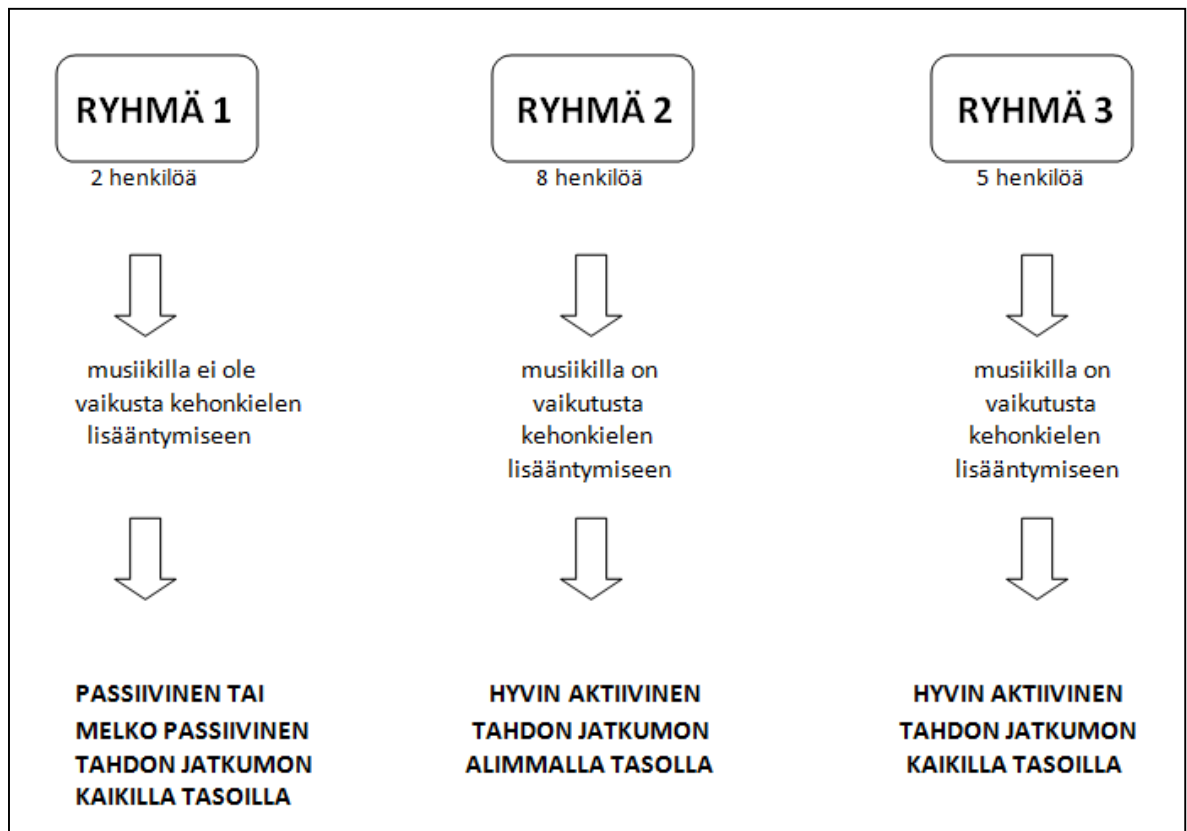 RYHMÄ 1
2 henkilöä
musiikilla ei ole
vaikusta kehonkielen
lisääntymiseen
PASSIIVINEN TAI
MELKO PASSIIVINEN
TAHDON JATKUMON
KAIKILLA TASOILLA
RYHMÄ 2
8 henkilöä
musiikilla on
vaikutusta
kehonkielen
lisääntymiseen
HYVIN AKTIIVINEN
TAHDON JATKUMON
ALIMMALLA TASOLLA
RYHMÄ 3
5 henkilöä
musiikilla on
vaikutusta
kehonkielen
lisääntymiseen
HYVIN AKTIIVINEN
TAHDON JATKUMON
KAIKILLA TASOILLA